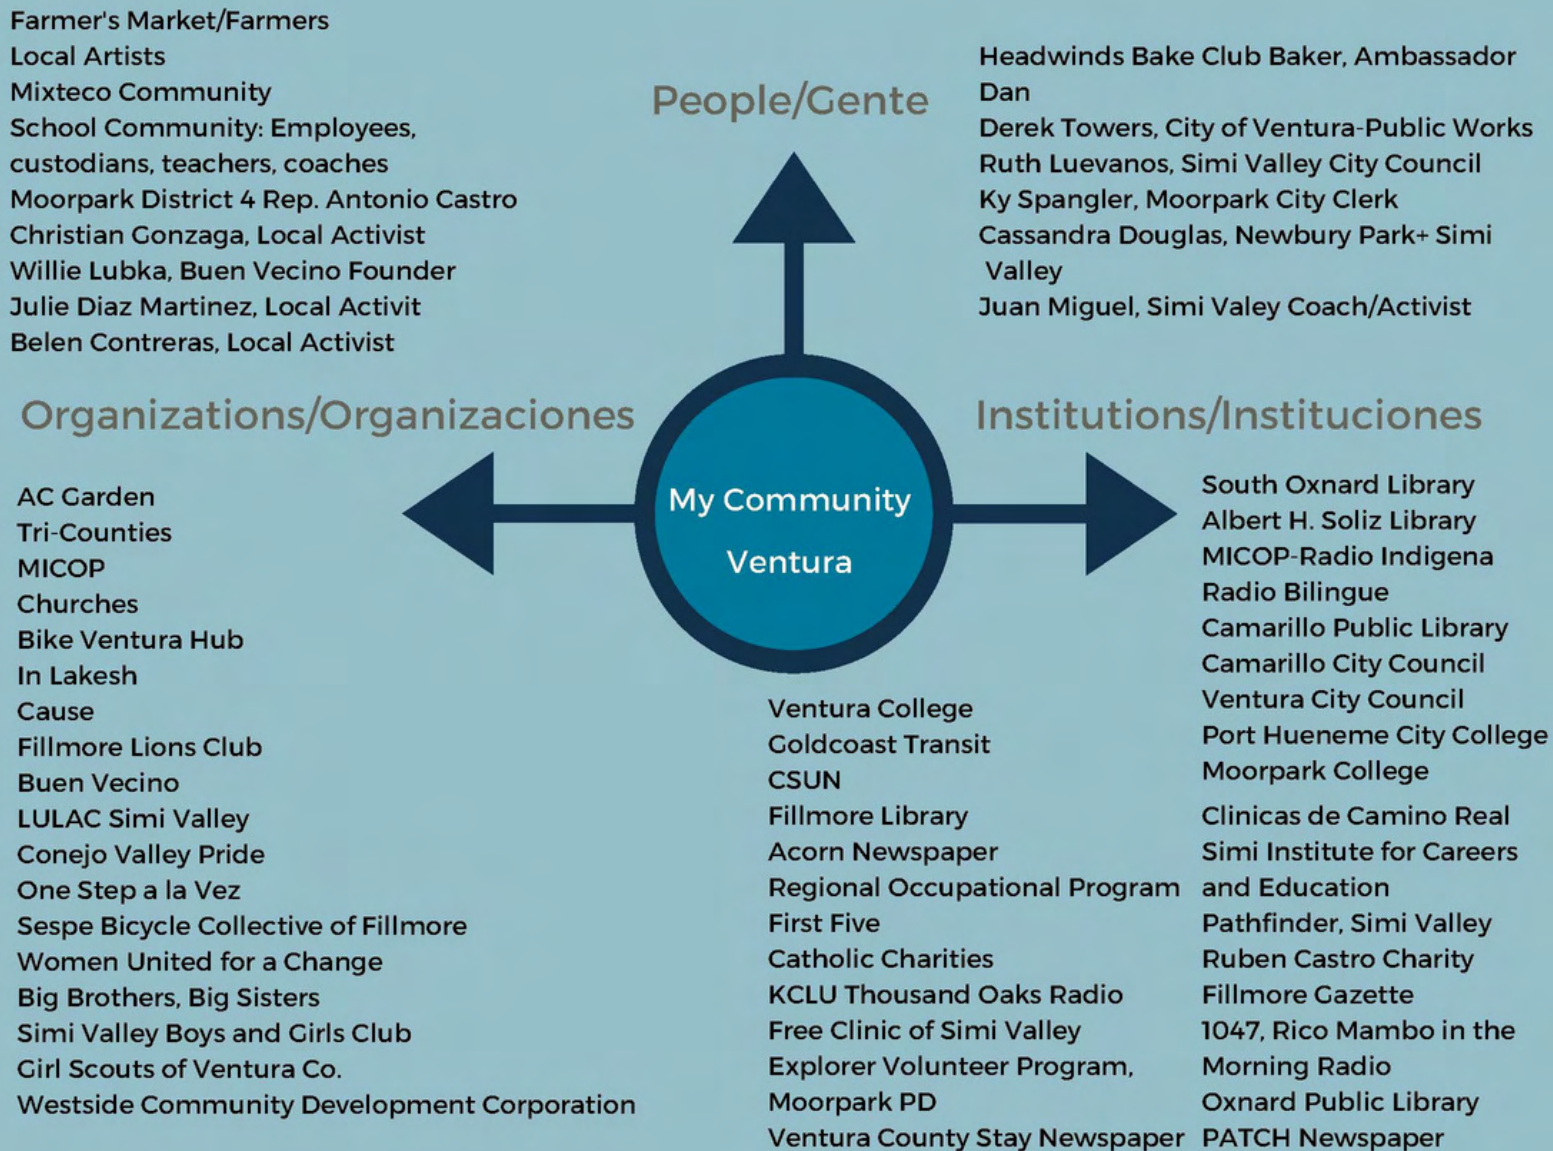 Farmer's Market/Farmers
Local Artists
Mixteco Community
School Community: Employees,
custodians, teachers, coaches
Moorpark District 4 Rep. Antonio Castro
Christian Gonzaga, Local Activist
Willie Lubka, Buen Vecino Founder
Julie Diaz Martinez, Local Activit
Belen Contreras, Local Activist
People/Gente
Headwinds Bake Club Baker, Ambassador
Dan
Derek Towers, City of Ventura-Public Works
Ruth Luevanos, Simi Valley City Council
Ky Spangler, Moorpark City Clerk
Cassandra Douglas, Newbury Park+ Simi
Valley
Juan Miguel, Simi Valey Coach/Activist
Organizations/Organizaciones
AC Garden
Tri-Counties
MICOP
Churches
Bike Ventura Hub
In Lakesh
Cause
Fillmore Lions Club
Buen Vecino
LULAC Simi Valley
Conejo Valley Pride
One Step a la Vez
Sespe Bicycle Collective of Fillmore
Women United for a Change
Big Brothers, Big Sisters
Simi Valley Boys and Girls Club
Girl Scouts of Ventura Co.
Westside Community Development Corporation
My Community
Ventura
Institutions/Instituciones
Ventura College
Goldcoast Transit
CSUN
Fillmore Library
Acorn Newspaper
Regional Occupational Program
First Five
Catholic Charities
KCLU Thousand Oaks Radio
Free Clinic of Simi Valley
Explorer Volunteer Program,
Moorpark PD
Ventura County Stay Newspaper
South Oxnard Library
Albert H. Soliz Library
MICOP-Radio Indigena
Radio Bilingue
Camarillo Public Library
Camarillo City Council
Ventura City Council
Port Hueneme City College
Moorpark College
Clinicas de Camino Real
Simi Institute for Careers
and Education
Pathfinder, Simi Valley
Ruben Castro Charity
Fillmore Gazette
1047, Rico Mambo in the
Morning Radio
Oxnard Public Library
PATCH Newspaper